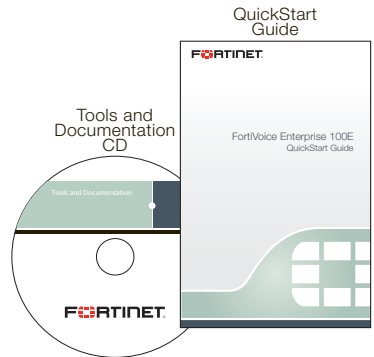 QuickStart
Guide
FORTINET
FortiVoice Enterprise 100E
QuickStart Guide
Tools and
Documentation
CD
Tools and Documentation
FORTINET